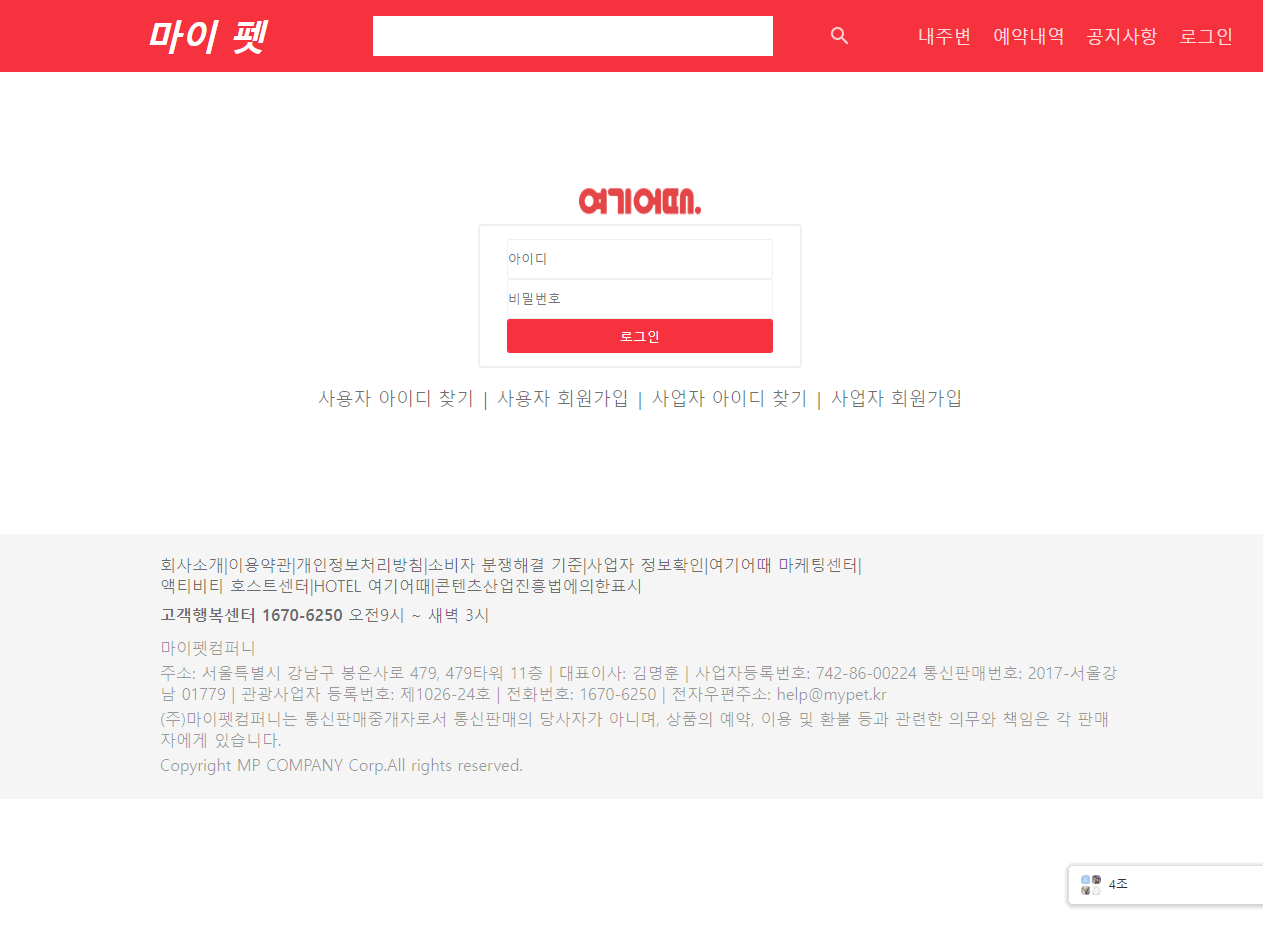 마이 펫
내주변 예약내역 공지사항 로그인
여기어때.
아이디
비밀번호
로그인
사용자 아이디 찾기 | 사용자 회원가입 | 사업자 아이디 찾기 | 사업자 회원가입
회사소개|이용약관|개인정보처리방침|소비자 분쟁해결 기준|사업자 정보확인|여기어때 마케팅센터|
액티비티 호스트센터|HOTEL 여기어때|콘텐츠산업진흥법에의한표시
고객행복센터 1670-6250 오전9시 ~ 새벽 3시
마이펫컴퍼니
주소: 서울특별시 강남구 봉은사로 479, 479타워 11층 | 대표이사: 김명훈 | 사업자등록번호: 742-86-00224 통신판매번호: 2017-서울강
남 01779 | 관광사업자 등록번호: 제1026-24호 | 전화번호: 1670-6250 | 전자우편주소: help@mypet.kr
(주)마이펫컴퍼니는 통신판매중개자로서 통신판매의 당사자가 아니며, 상품의 예약, 이용 및 환불 등과 관련한 의무와 책임은 각 판매
자에게 있습니다.
Copyright MP COMPANY Corp.All rights reserved.
4조